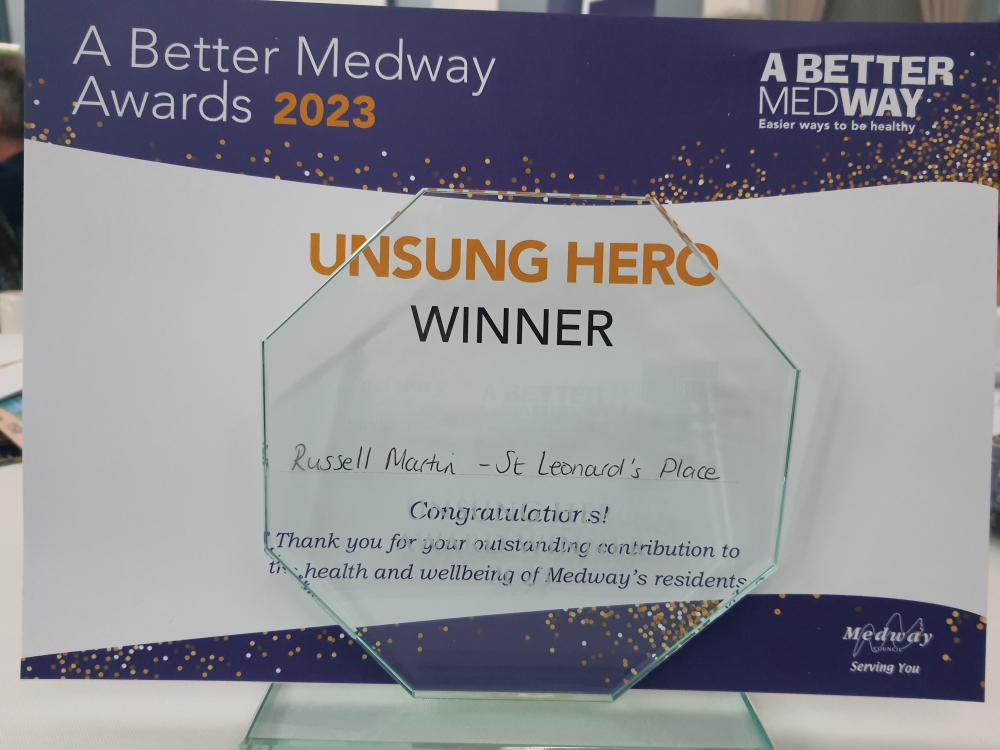 A Better Medway
Awards 2023
A BETTER
MEDWAY
Easier ways to be healthy
UNSUNG HERO
WINNER
Russell Martin - St Leonard's Place
Congratulations!
Thank you for your outstanding contribution to
the health and wellbeing of Medway's residents
Medway
COUNCIL
Serving You